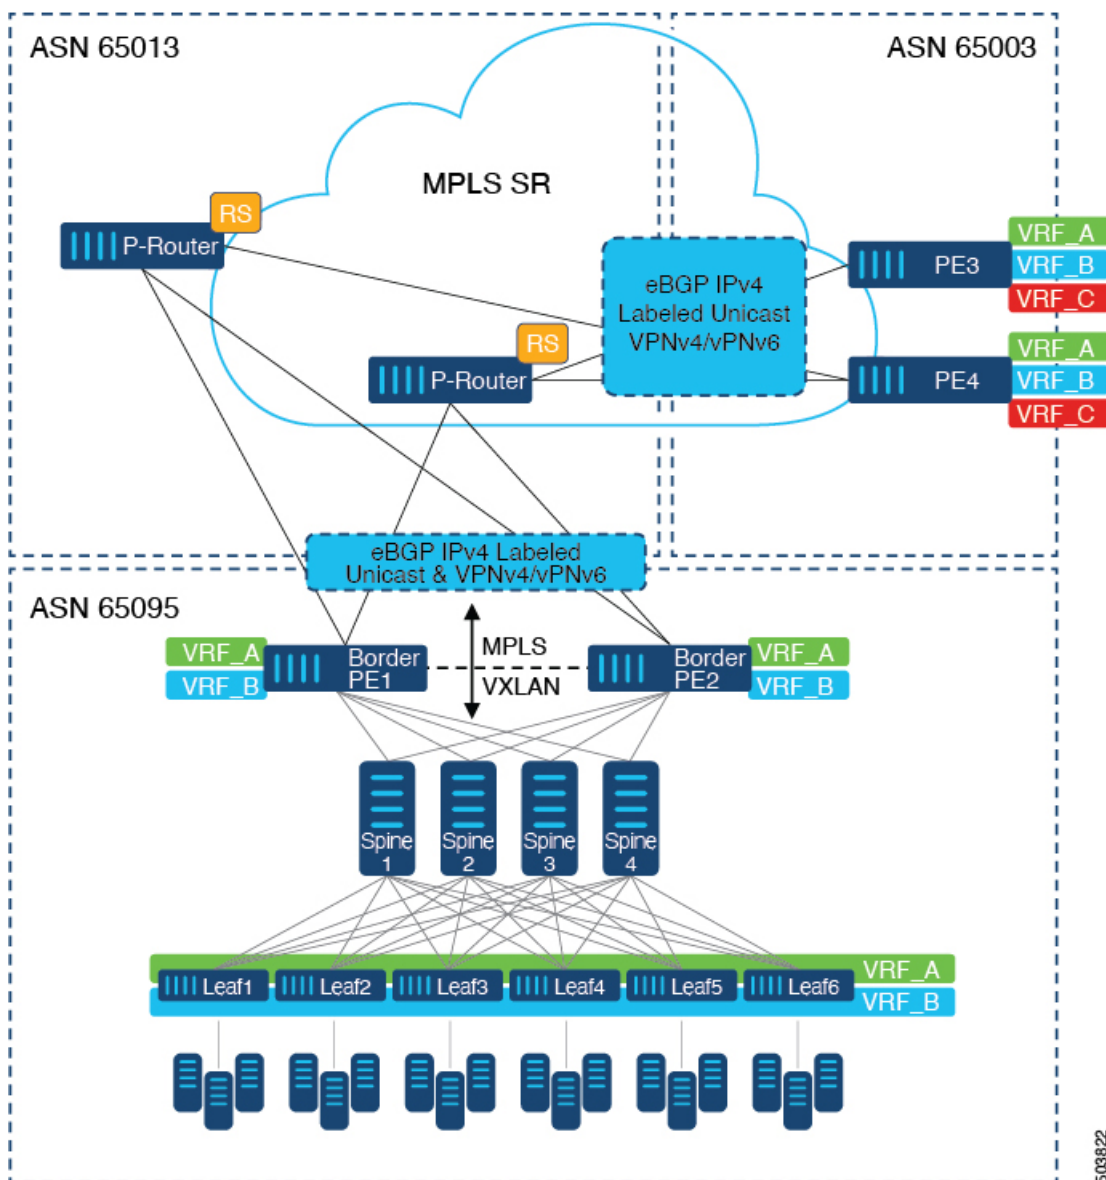 ASN 65013
ASN 65003
MPLS SR
RS
P-Router
VRF_A
PE3
VRF_B
VRF_C
eBGP IPv4
Labeled Unicast
VPNv4/vPNv6
RS
P-Router
VRF_A
PE4
VRF_B
VRF_C
eBGP IPv4 Labeled
Unicast & VPNv4/vPNv6
ASN 65095
VRF_A
VRF_B
Border
PE1
MPLS
VXLAN
Border
PE2
VRF_A
VRF_B
Spine
1
Spine
2
Spine
3
Spine
4
VRF_A
Leaf1
Leaf2
Leaf3
Leaf4
Leaf5
Leaf6
VRF_B
503822